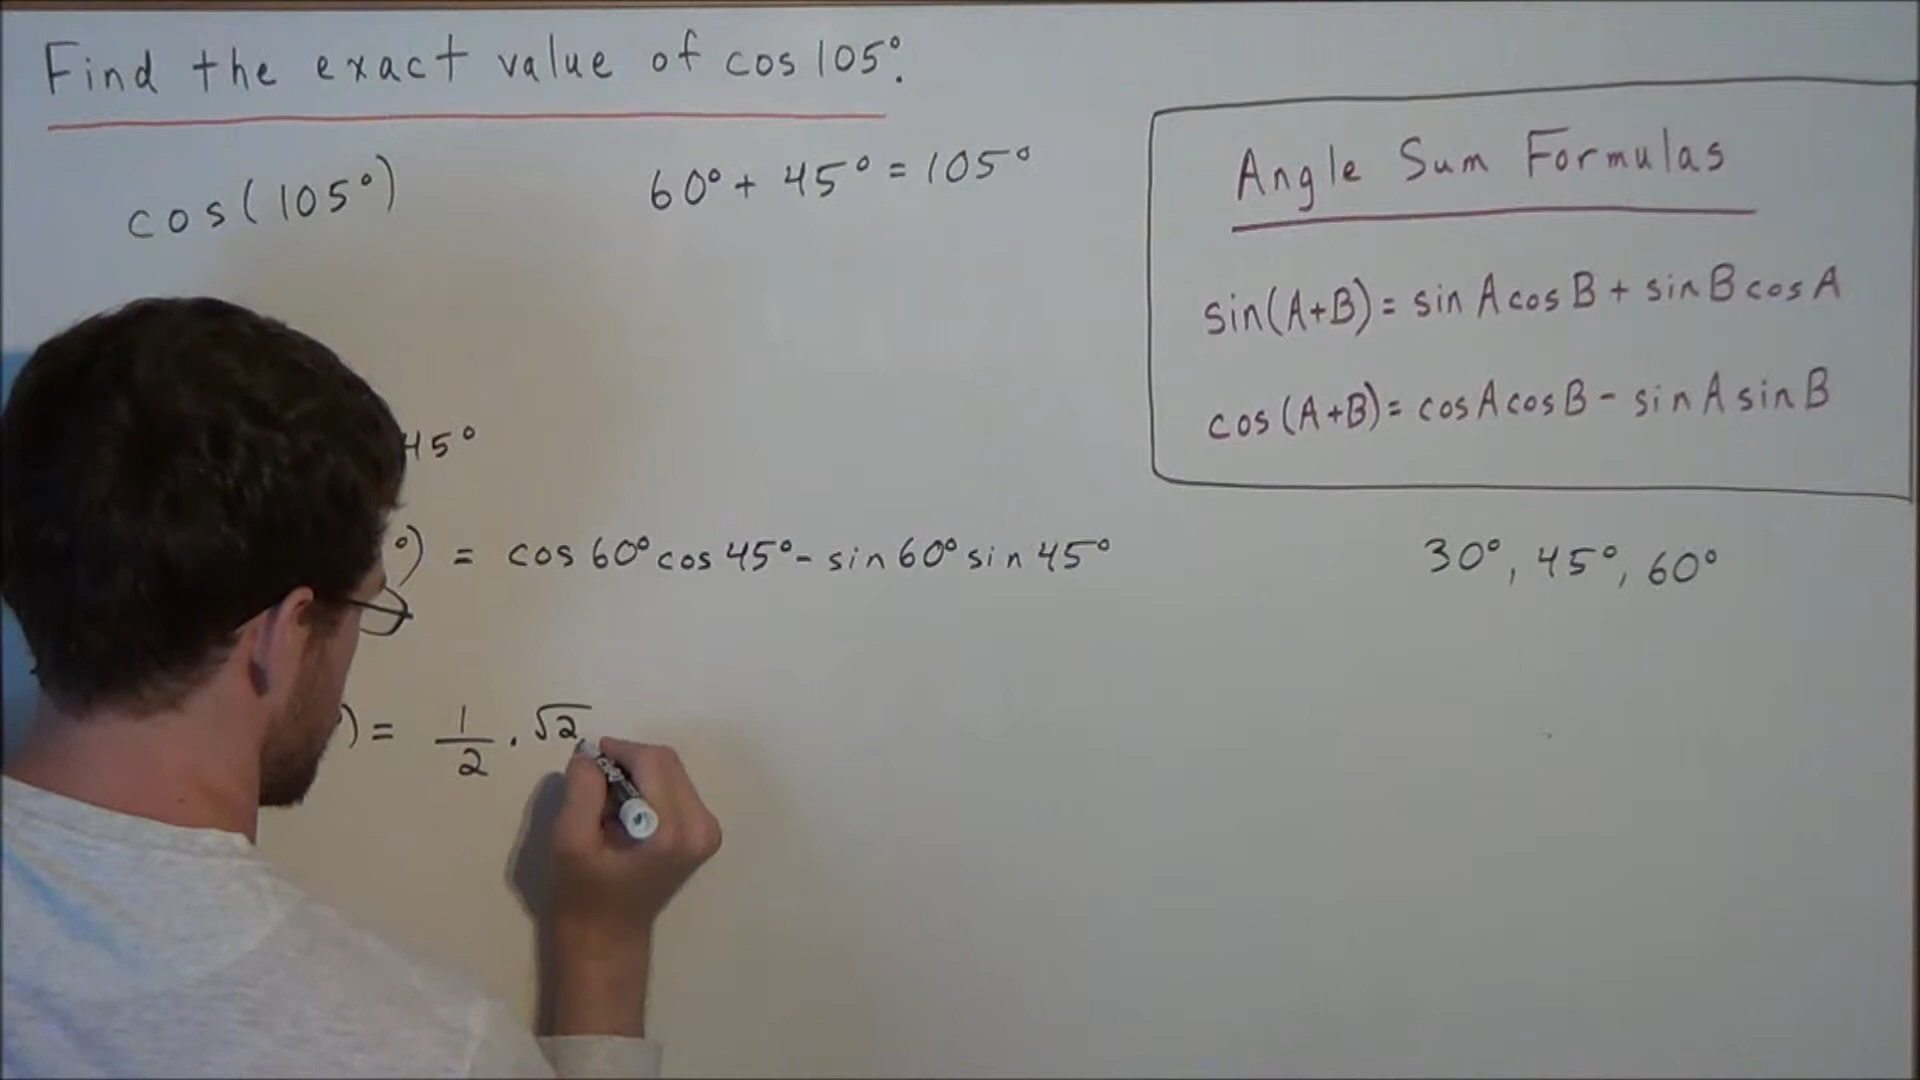 Find the exact value of cos 105°.
cos(105°)
60° + 45° = 105°
45°
°) = cos 60° cos 45° - sin 60° sin 45°
) = 1/2 · √2
Angle Sum Formulas
sin(A+B) = sin A cos B + sin B cos A
cos(A+B) = cos A cos B - sin A sin B
30°, 45°, 60°